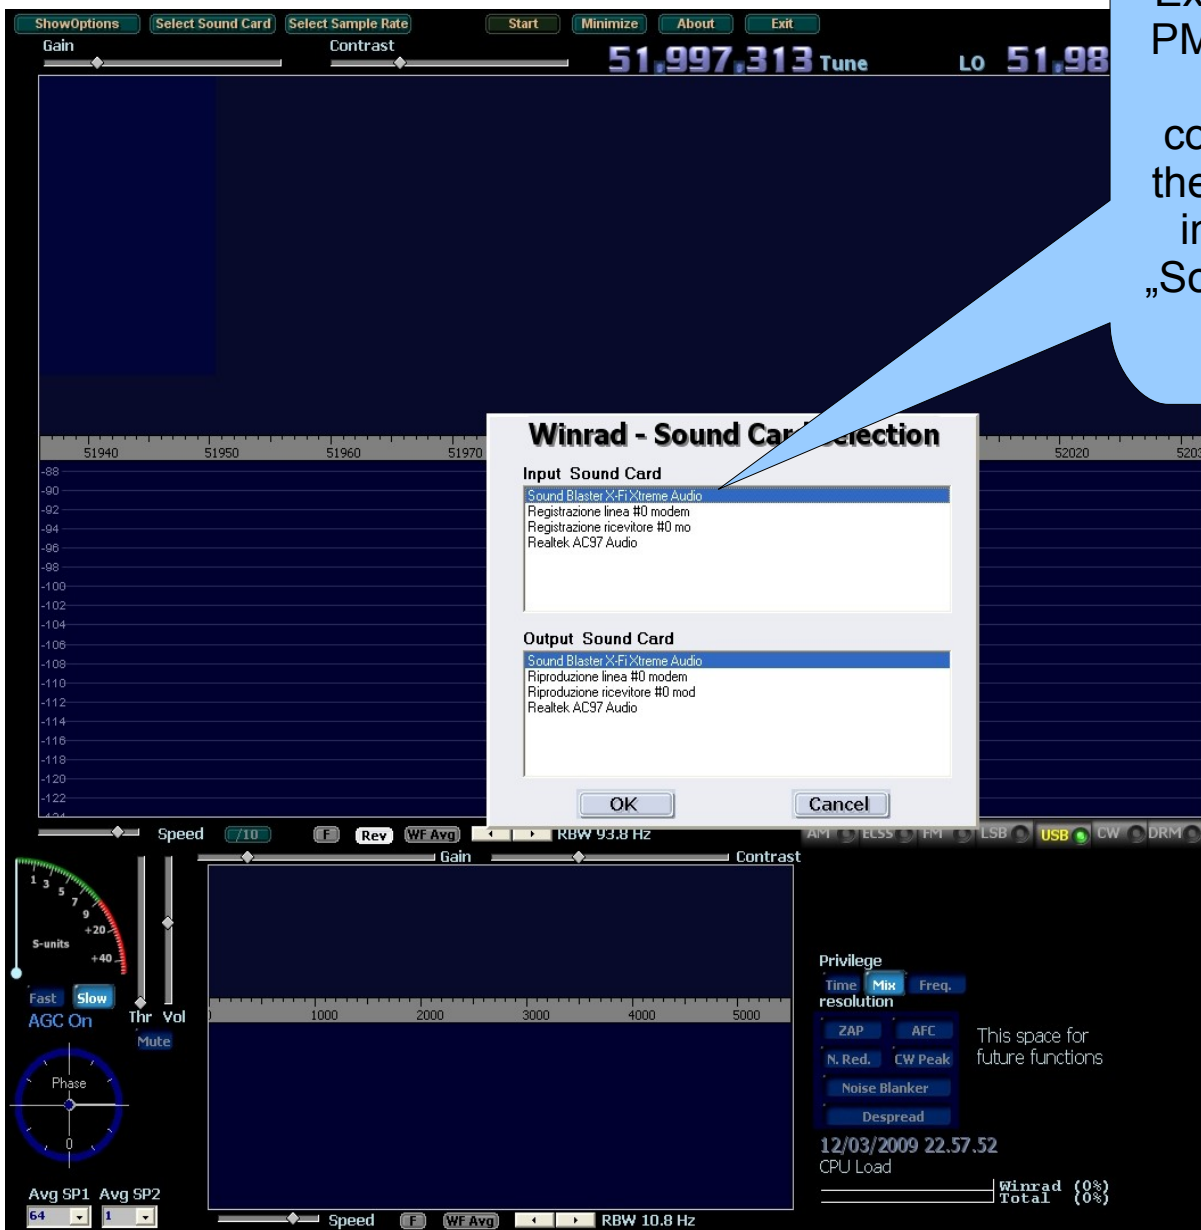 ShowOptions Select Sound Card Select Sample Rate Start Minimize About Exit
Gain Contrast
51.997.313 Tune LO 51.98
PM
the
„So
51940 51950 51960 51970 52020
-88
-90
-92
-94
-96
-98
-100
-102
-104
-106
-108
-110
-112
-114
-116
-118
-120
-122
Winrad - Sound Card Selection
Input Sound Card
Sound Blaster X-Fi Xtreme Audio
Registrazione linea #0 modem
Registrazione ricevitore #0 mo
Realtek AC97 Audio
Output Sound Card
Sound Blaster X-Fi Xtreme Audio
Riproduzione linea #0 modem
Riproduzione ricevitore #0 mod
Realtek AC97 Audio
OK Cancel
Speed /10 F Rev WF Avg RBW 93.8 Hz
AM ELSS FM LSB USB CW DRM
Gain Contrast
1 3 5 7 9 +20 +40
S-units
Fast Slow
AGC On
Thr Vol
Mute
1000 2000 3000 4000 5000
Phase
0
Avg SP1 Avg SP2
64 1
Speed F WF Avg RBW 10.8 Hz
Privilege
Time Mix Freq.
resolution
ZAP AFC
N. Red. CW Peak
Noise Blanker
Despread
This space for
future functions
12/03/2009 22.57.52
CPU Load
Winrad (0%)
Total (0%)